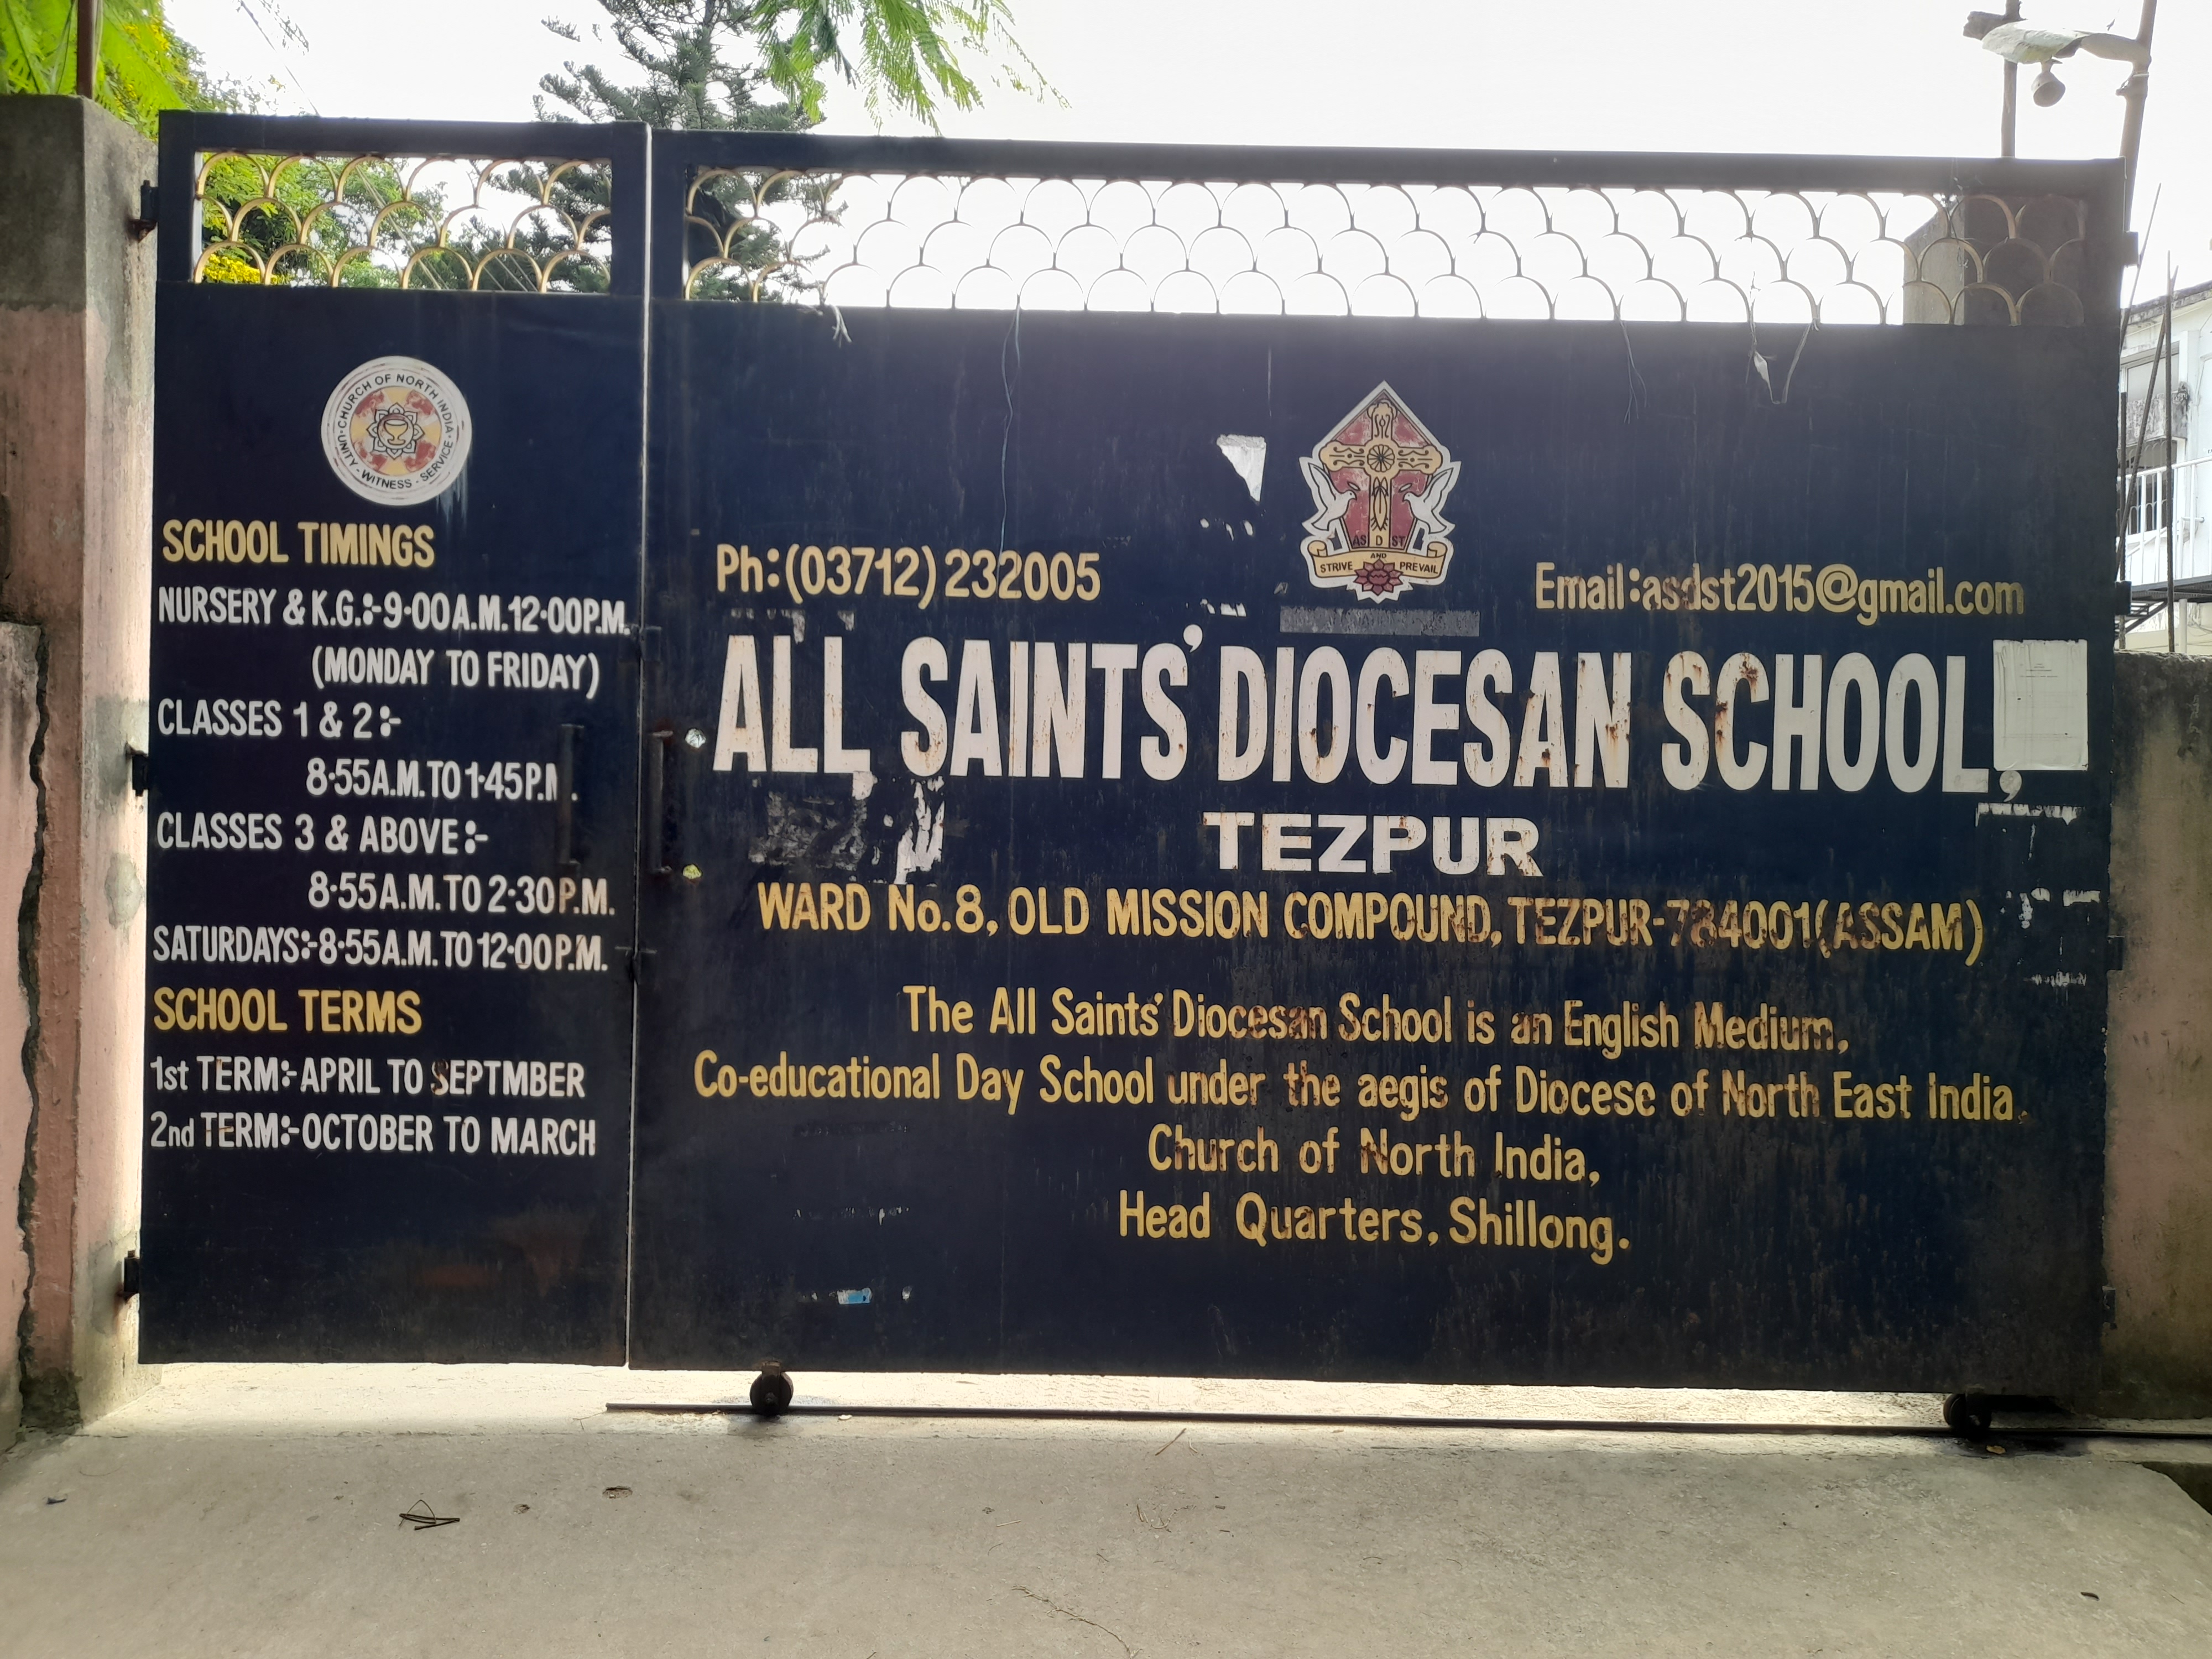 CHURCH OF NORTH INDIA
UNITY - WITNESS - SERVICE
SCHOOL TIMINGS
NURSERY & K.G.:-9·00A.M.12·00P.M.
(MONDAY TO FRIDAY)
CLASSES 1 & 2:-
8·55A.M.TO1·45P.M.
CLASSES 3 & ABOVE:-
8·55A.M.TO 2·30P.M.
SATURDAYS:-8·55A.M.TO 12·00P.M.
SCHOOL TERMS
1st TERM:-APRIL TO SEPTMBER
2nd TERM:-OCTOBER TO MARCH
AS D ST
STRIVE AND PREVAIL
Ph:(03712) 232005
Email:asdst2015@gmail.com
ALL SAINTS' DIOCESAN SCHOOL,
TEZPUR
WARD No.8, OLD MISSION COMPOUND, TEZPUR-784001(ASSAM)
The All Saints' Diocesan School is an English Medium,
Co-educational Day School under the aegis of Diocese of North East India,
Church of North India,
Head Quarters, Shillong.